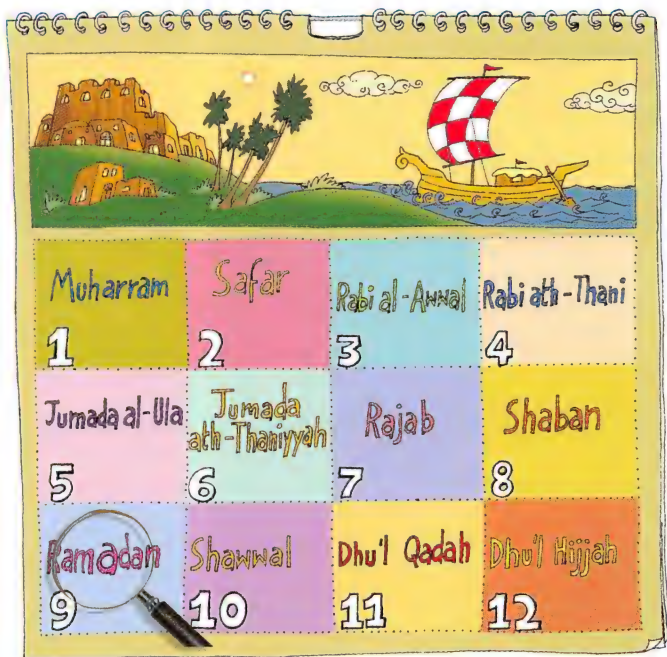 Muharram
1
Safar
2
Rabi al-Awwal
3
Rabi ath-Thani
4
Jumada al-Ula
5
Jumada
ath-Thaniyyah
6
Rajab
7
Shaban
8
Ramadan
9
Shawwal
10
Dhu'l Qadah
11
Dhu'l Hijjah
12